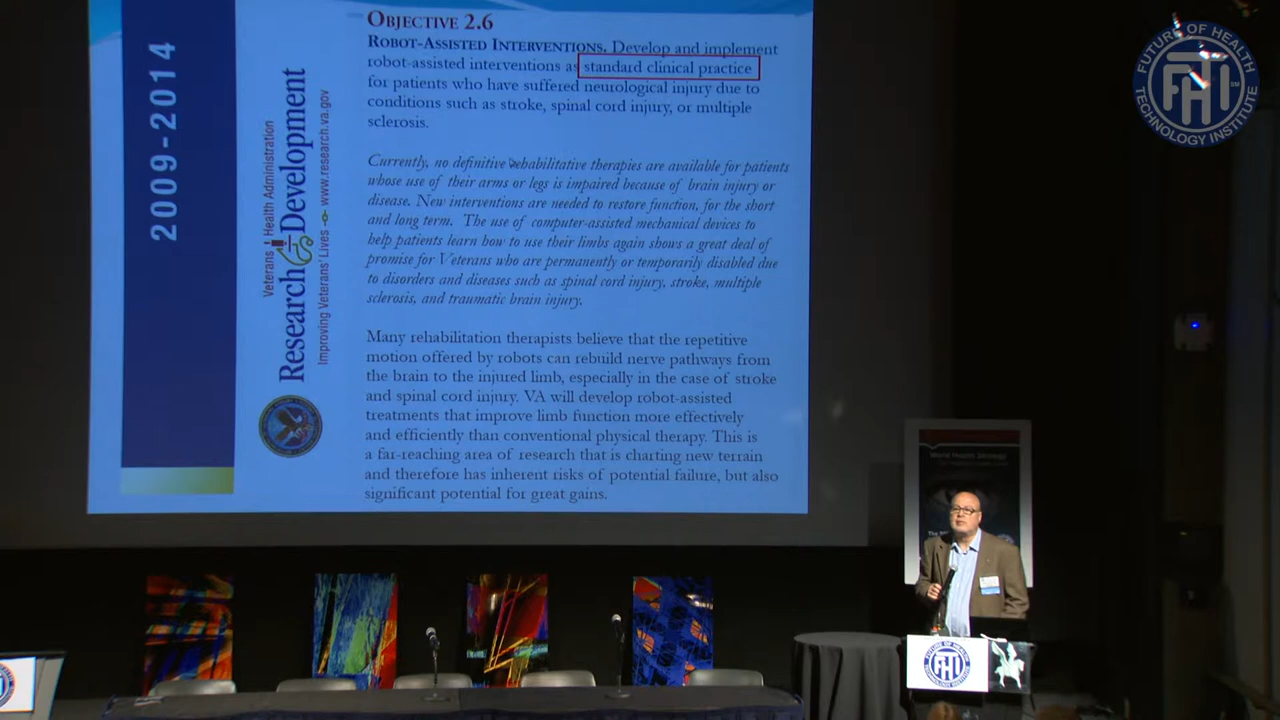 OBJECTIVE 2.6
ROBOT-ASSISTED INTERVENTIONS. Develop and implement
robot-assisted interventions as standard clinical practice
for patients who have suffered neurological injury due to
conditions such as stroke, spinal cord injury, or multiple
sclerosis.
Currently, no definitive rehabilitative therapies are available for patients
whose use of their arms or legs is impaired because of brain injury or
disease. New interventions are needed to restore function, for the short
and long term. The use of computer-assisted mechanical devices to
help patients learn how to use their limbs again shows a great deal of
promise for Veterans who are permanently or temporarily disabled due
to disorders and diseases such as spinal cord injury, stroke, multiple
sclerosis, and traumatic brain injury.
Many rehabilitation therapists believe that the repetitive
motion offered by robots can rebuild nerve pathways from
the brain to the injured limb, especially in the case of stroke
and spinal cord injury. VA will develop robot-assisted
treatments that improve limb function more effectively
and efficiently than conventional physical therapy. This is
a far-reaching area of research that is charting new terrain
and therefore has inherent risks of potential failure, but also
significant potential for great gains.
2009-2014
Veterans Health Administration
Research & Development
Improving Veterans' Lives www.research.va.gov
FUTURE OF HEALTH
FHTI
SM
TECHNOLOGY INSTITUTE
World Health Strategy
FUTURE OF HEALTH
FHTI
TECHNOLOGY INSTITUTE